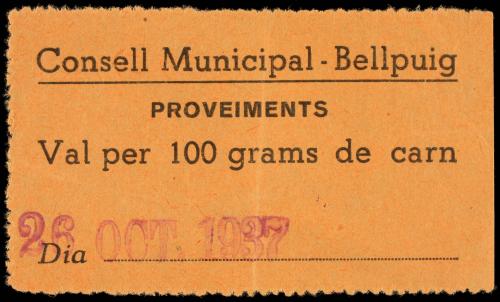 Consell Municipal - Bellpuig
PROVEIMENTS
Val per 100 grams de carn
26 OCT. 1937
Dia